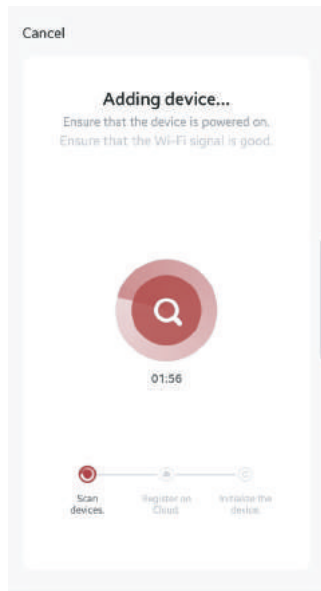 Cancel
Adding device...
Ensure that the device is powered on.
Ensure that the Wi-Fi signal is good.
01:56
Scan
devices.
Register on
Cloud.
Initialize the
device.